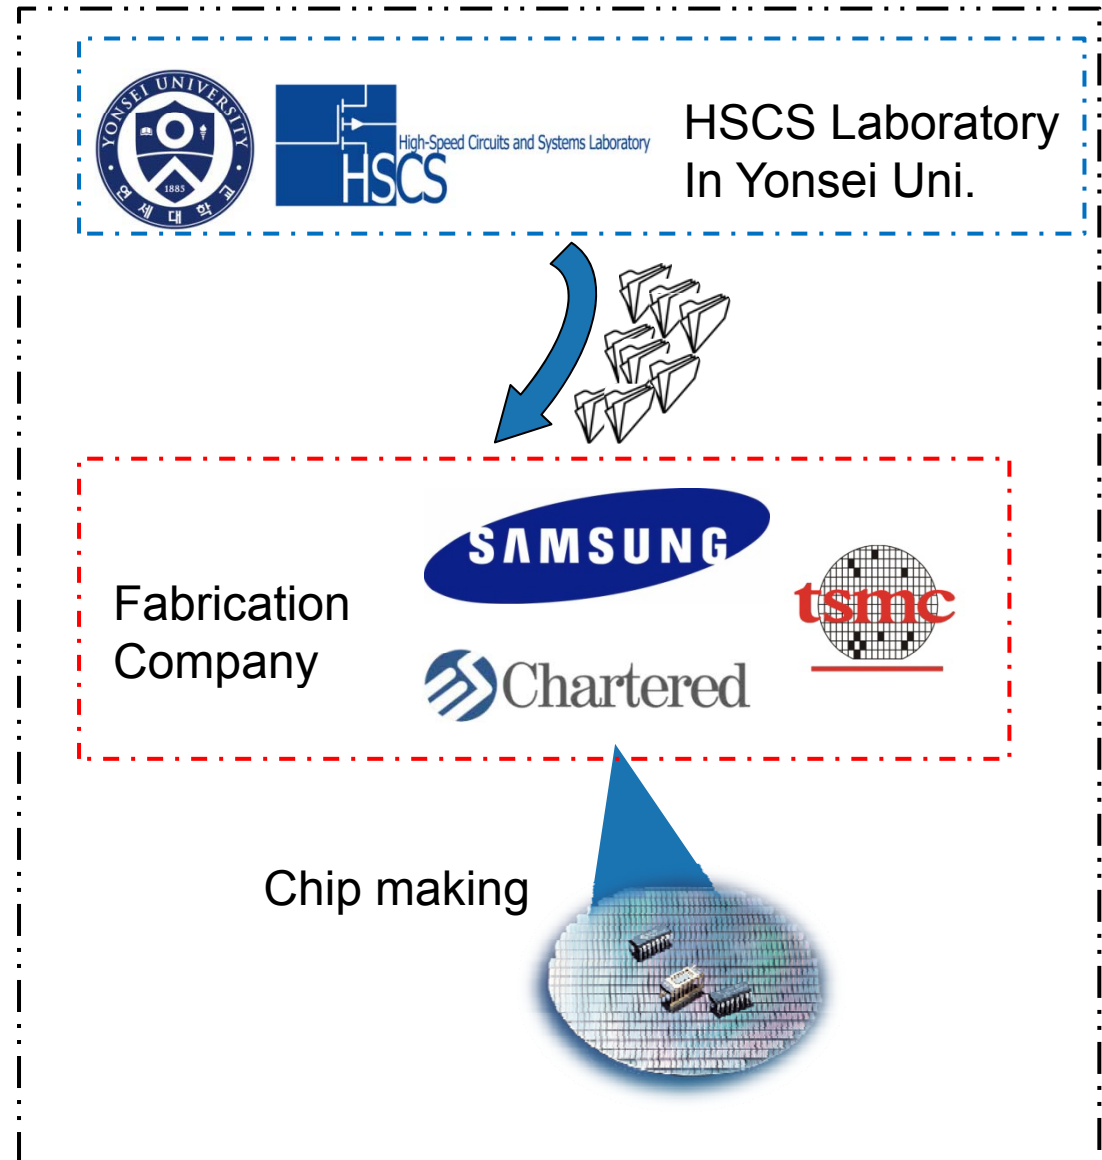 YONSEI UNIVERSITY
1885
연세대학교
High-Speed Circuits and Systems Laboratory
HSCS
HSCS Laboratory
In Yonsei Uni.
SAMSUNG
tsmc
Fabrication
Company
Chartered
Chip making